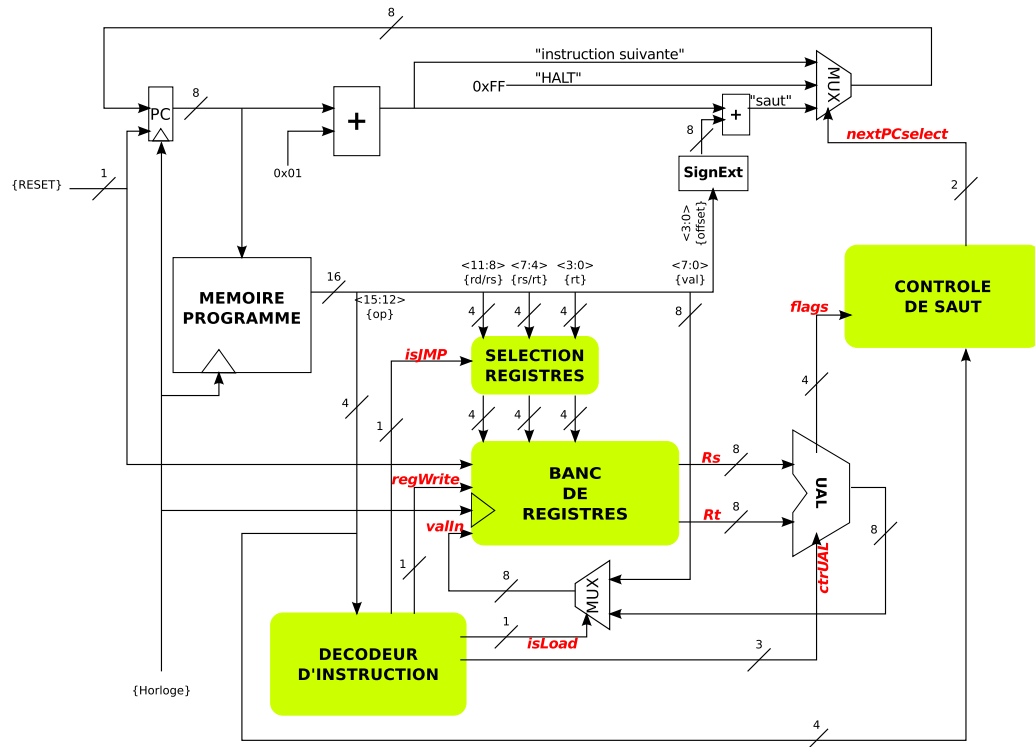 8
"instruction suivante"
0xFF
"HALT"
MUX
PC
8
+
"saut"
+
8
nextPCselect
0x01
SignExt
{RESET}
1
2
<3:0>
{offset}
16
<15:12>
{op}
<11:8>
{rd/rs}
<7:4>
{rs/rt}
<3:0>
{rt}
<7:0>
{val}
MEMOIRE
PROGRAMME
CONTROLE
DE SAUT
flags
4
4
4
8
isJMP
SELECTION
REGISTRES
4
4
1
4
4
4
BANC
DE
REGISTRES
regWrite
valIn
Rs
8
Rt
8
UAL
8
ctrUAL
1
8
MUX
1
isLoad
3
DECODEUR
D'INSTRUCTION
{Horloge}
4